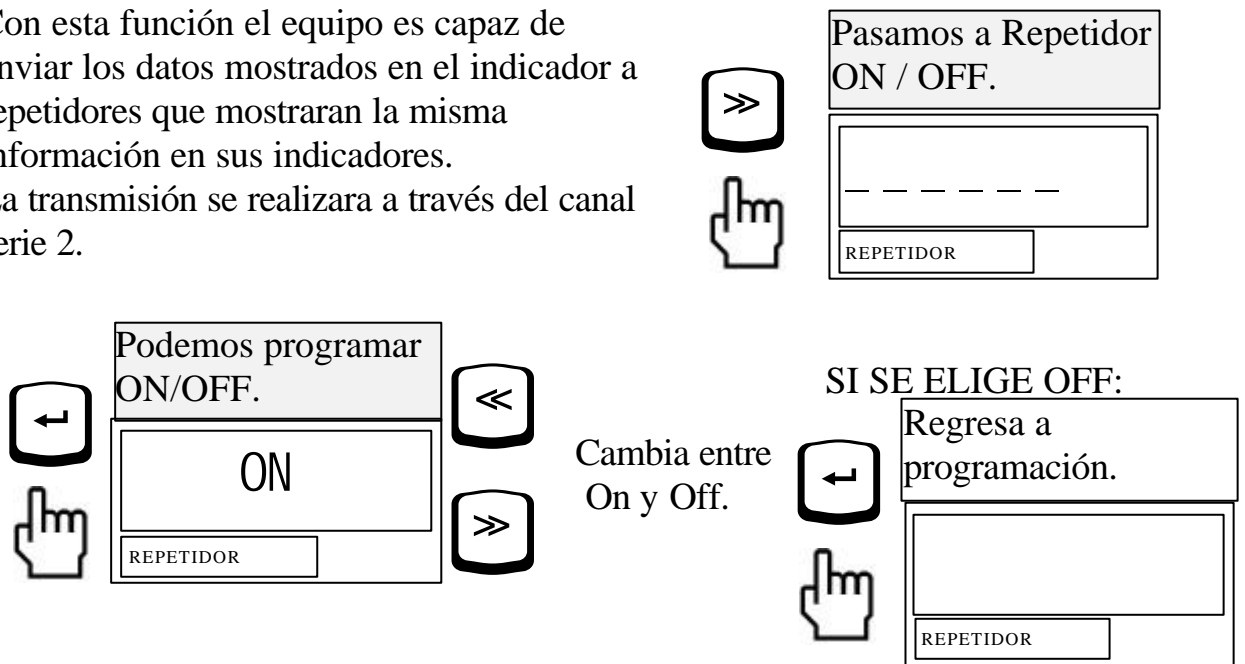 Con esta función el equipo es capaz de
enviar los datos mostrados en el indicador a
repetidores que mostraran la misma
información en sus indicadores.
La transmisión se realizara a través del canal
serie 2.
Pasamos a Repetidor
ON / OFF.
>>
_ _ _ _ _
REPETIDOR
Podemos programar
ON/OFF.
<<
ON
>>
REPETIDOR
Cambia entre
On y Off.
SI SE ELIGE OFF:
Regresa a
programación.
REPETIDOR